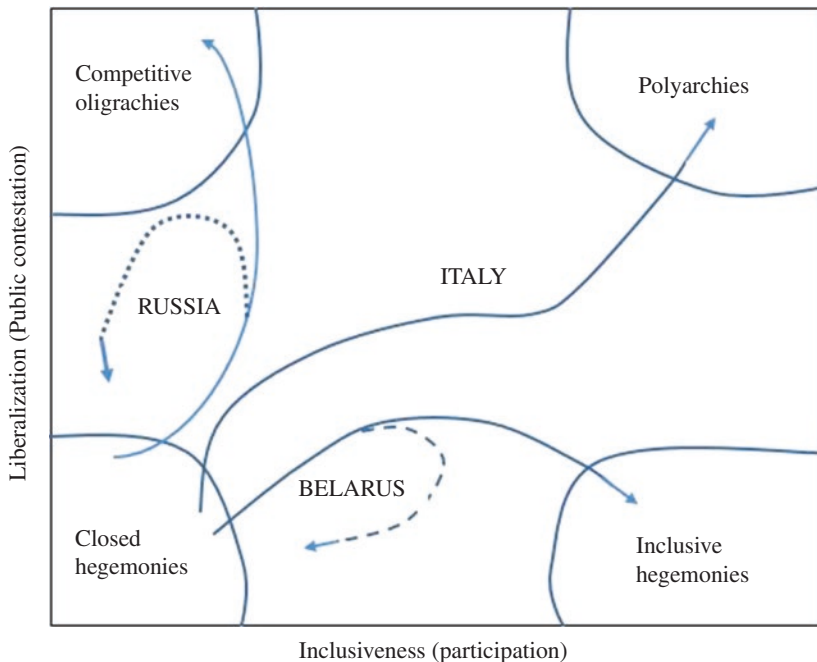 Competitive
oligrachies
Polyarchies
Liberalization (Public contestation)
ITALY
RUSSIA
BELARUS
Closed
hegemonies
Inclusive
hegemonies
Inclusiveness (participation)